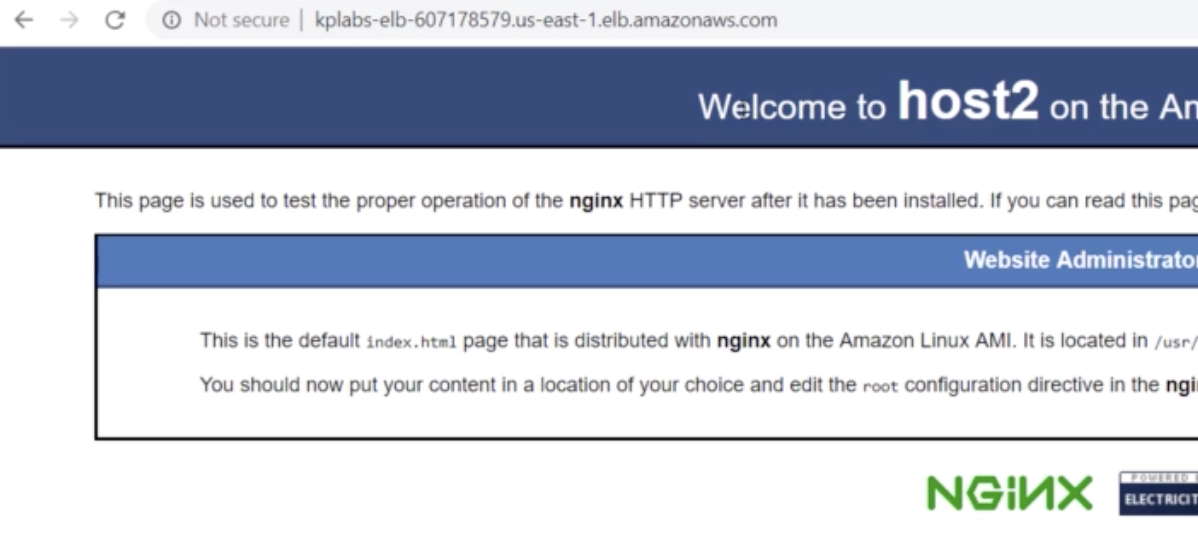 Not secure | kplabs-elb-607178579.us-east-1.elb.amazonaws.com
Welcome to host2 on the Am
This page is used to test the proper operation of the nginx HTTP server after it has been installed. If you can read this pag
Website Administrator
This is the default index.html page that is distributed with nginx on the Amazon Linux AMI. It is located in /usr/
You should now put your content in a location of your choice and edit the root configuration directive in the ngin
NGINX
POWERED
ELECTRICIT